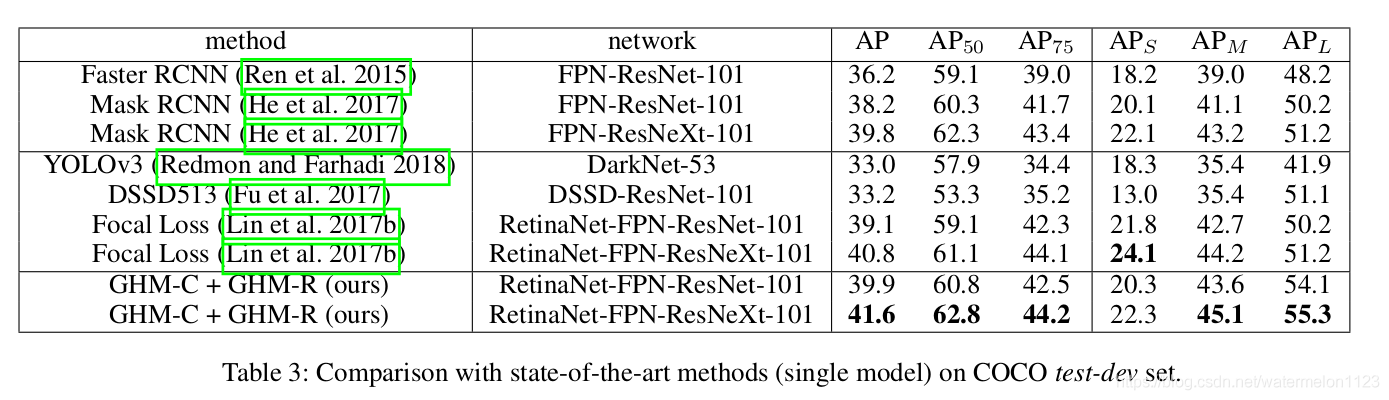 method network AP AP50 AP75 APS APM APL
Faster RCNN (Ren et al. 2015) FPN-ResNet-101 36.2 59.1 39.0 18.2 39.0 48.2
Mask RCNN (He et al. 2017) FPN-ResNet-101 38.2 60.3 41.7 20.1 41.1 50.2
Mask RCNN (He et al. 2017) FPN-ResNeXt-101 39.8 62.3 43.4 22.1 43.2 51.2
YOLOv3 (Redmon and Farhadi 2018) DarkNet-53 33.0 57.9 34.4 18.3 35.4 41.9
DSSD513 (Fu et al. 2017) DSSD-ResNet-101 33.2 53.3 35.2 13.0 35.4 51.1
Focal Loss (Lin et al. 2017b) RetinaNet-FPN-ResNet-101 39.1 59.1 42.3 21.8 42.7 50.2
Focal Loss (Lin et al. 2017b) RetinaNet-FPN-ResNeXt-101 40.8 61.1 44.1 24.1 44.2 51.2
GHM-C + GHM-R (ours) RetinaNet-FPN-ResNet-101 39.9 60.8 42.5 20.3 43.6 54.1
GHM-C + GHM-R (ours) RetinaNet-FPN-ResNeXt-101 41.6 62.8 44.2 22.3 45.1 55.3
Table 3: Comparison with state-of-the-art methods (single model) on COCO test-dev set.
https://blog.csdn.net/watermelon1123